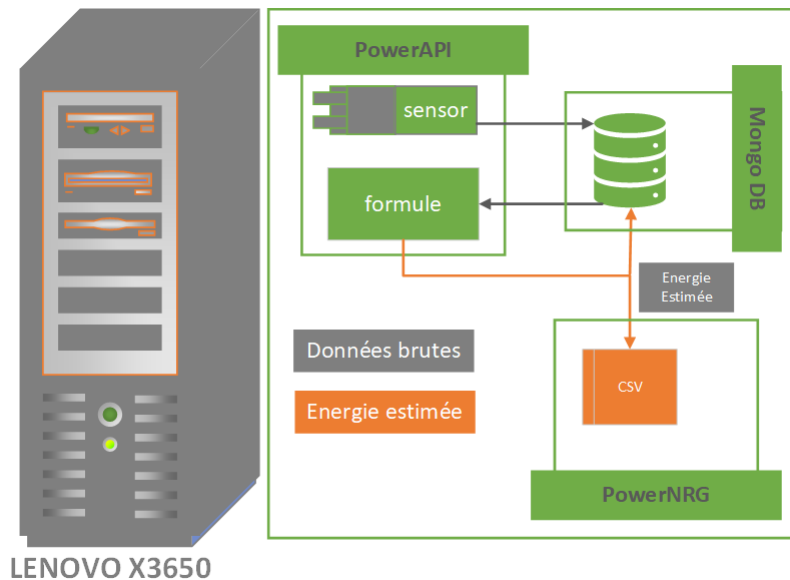 PowerAPI
sensor
Mongo DB
formule
Energie
Estimée
Données brutes
Energie estimée
CSV
PowerNRG
LENOVO X3650